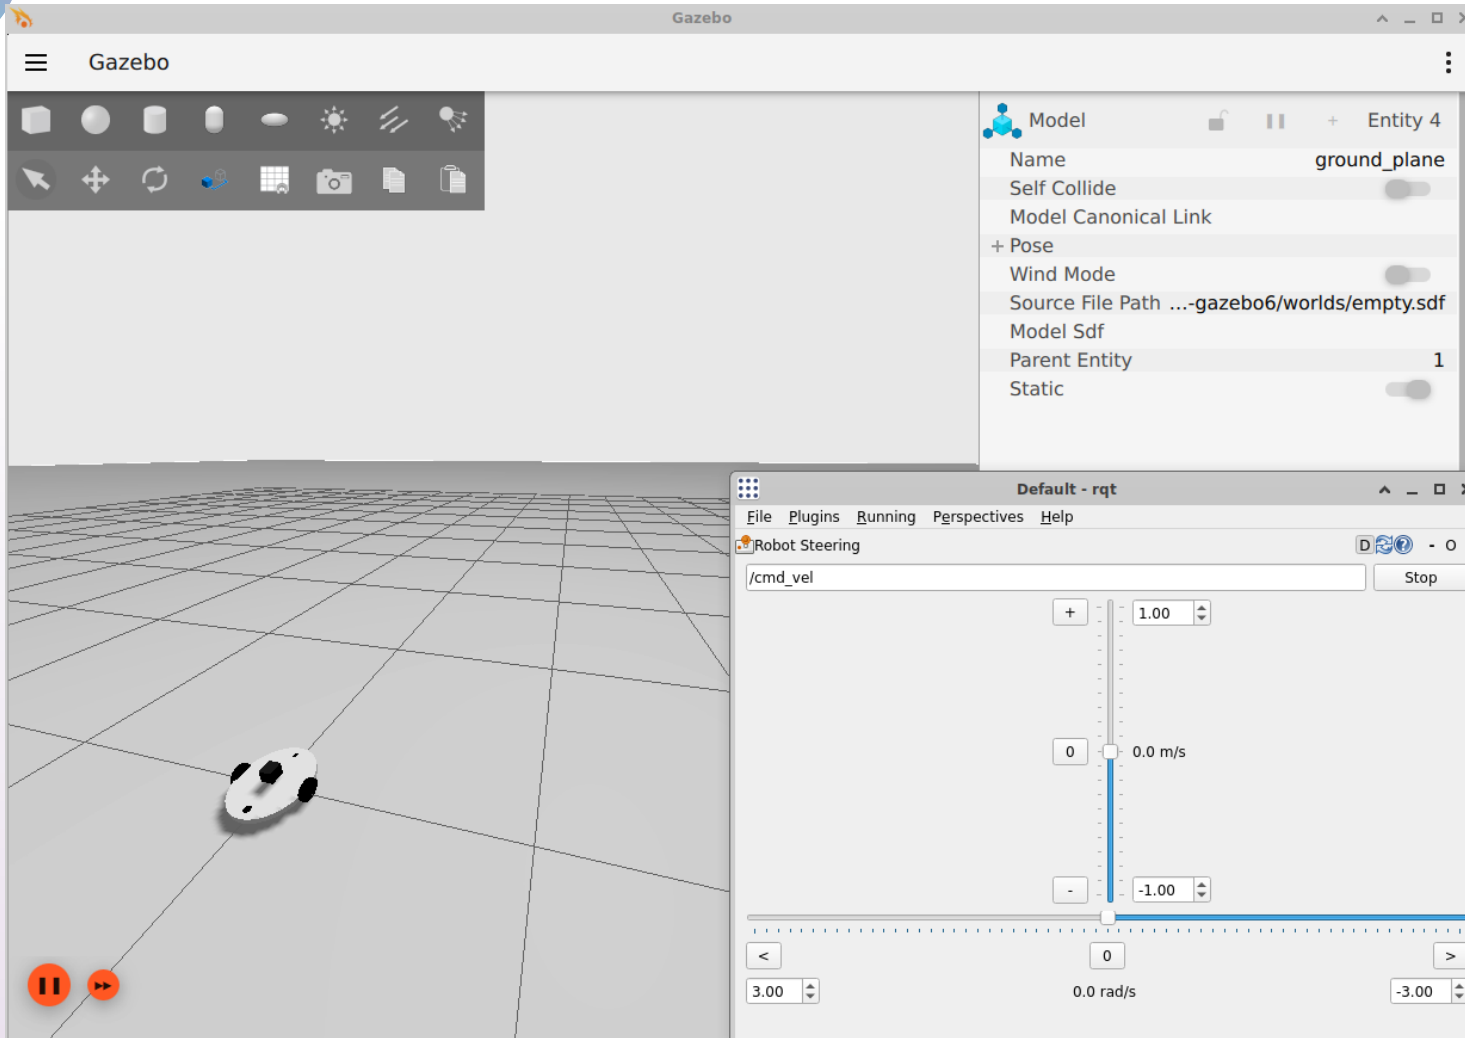 Gazebo
Gazebo
Model Entity 4
Name ground_plane
Self Collide
Model Canonical Link
+ Pose
Wind Mode
Source File Path ...-gazebo6/worlds/empty.sdf
Model Sdf
Parent Entity 1
Static
Default - rqt
File Plugins Running Perspectives Help
Robot Steering D - O
/cmd_vel Stop
+ 1.00
0 0.0 m/s
- -1.00
< 0 >
3.00 0.0 rad/s -3.00